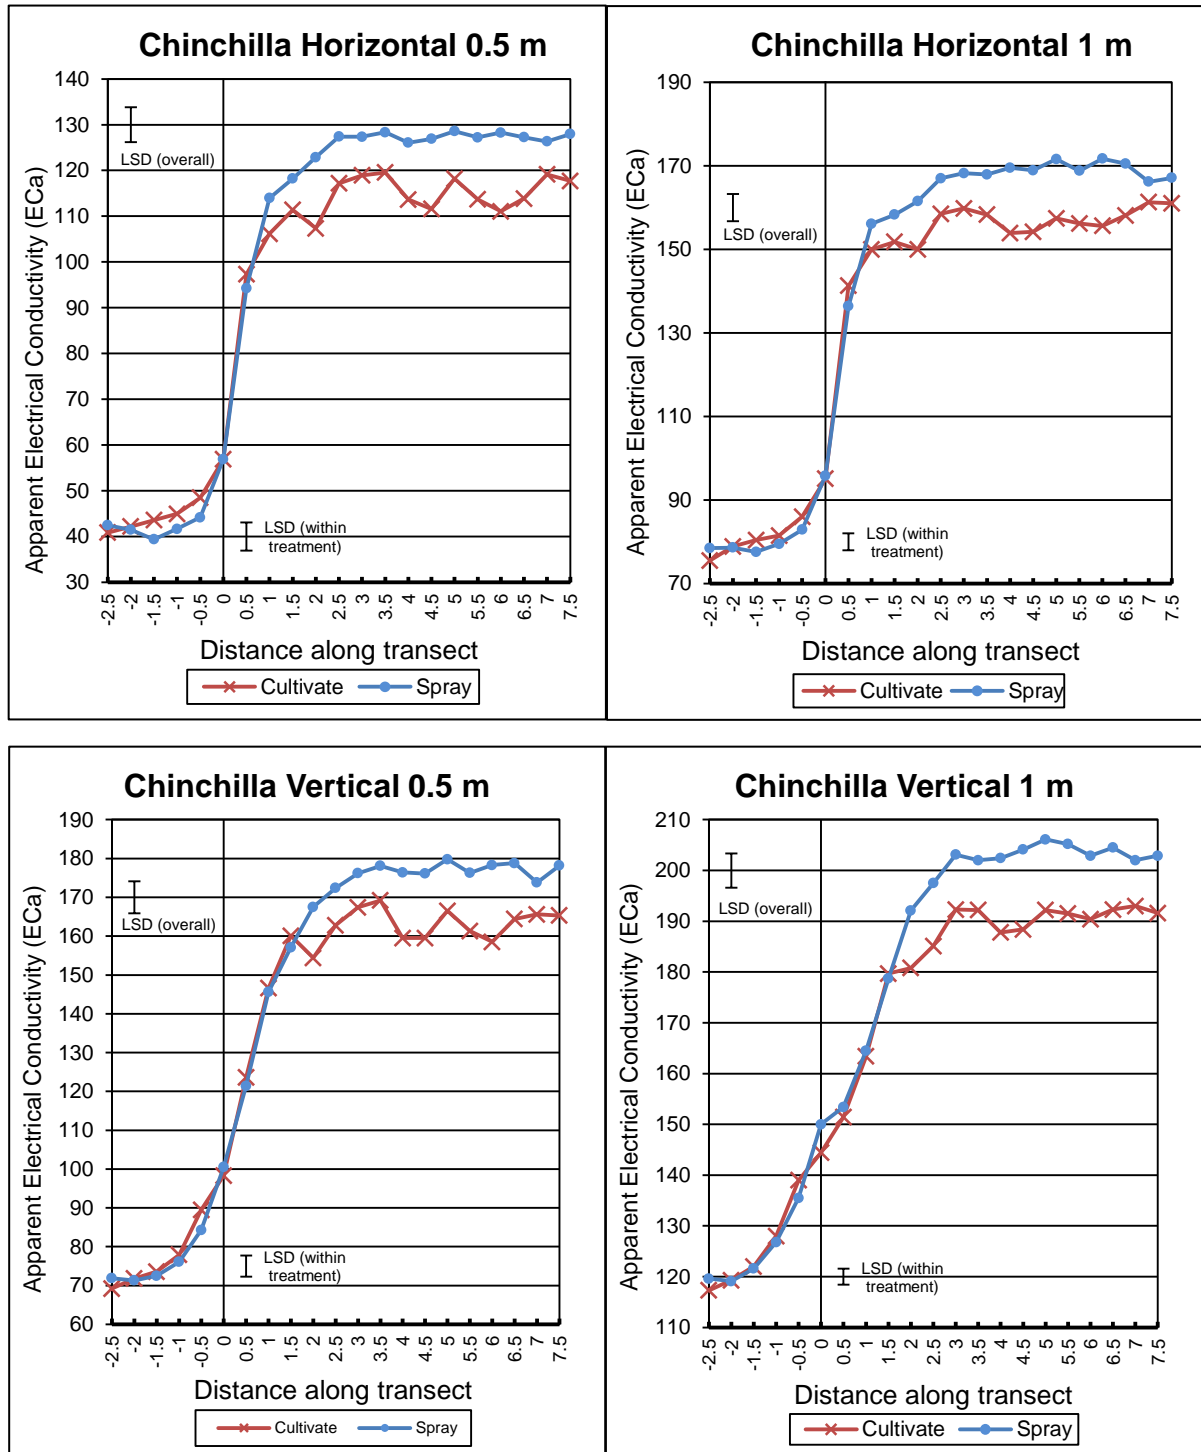 Chinchilla Horizontal 0.5 m
Apparent Electrical Conductivity (ECa)
140
130
120
110
100
90
80
70
60
50
40
30
LSD (overall)
LSD (within
treatment)
-2.5 -2 -1.5 -1 -0.5 0 0.5 1 1.5 2 2.5 3 3.5 4 4.5 5 5.5 6 6.5 7 7.5
Distance along transect
Cultivate Spray
Chinchilla Horizontal 1 m
Apparent Electrical Conductivity (ECa)
190
170
150
130
110
90
70
LSD (overall)
LSD (within
treatment)
-2.5 -2 -1.5 -1 -0.5 0 0.5 1 1.5 2 2.5 3 3.5 4 4.5 5 5.5 6 6.5 7 7.5
Distance along transect
Cultivate Spray
Chinchilla Vertical 0.5 m
Apparent Electrical Conductivity (ECa)
190
180
170
160
150
140
130
120
110
100
90
80
70
60
LSD (overall)
LSD (within
treatment)
-2.5 -2 -1.5 -1 -0.5 0 0.5 1 1.5 2 2.5 3 3.5 4 4.5 5 5.5 6 6.5 7 7.5
Distance along transect
Cultivate Spray
Chinchilla Vertical 1 m
Apparent Electrical Conductivity (ECa)
210
200
190
180
170
160
150
140
130
120
110
LSD (overall)
LSD (within
treatment)
-2.5 -2 -1.5 -1 -0.5 0 0.5 1 1.5 2 2.5 3 3.5 4 4.5 5 5.5 6 6.5 7 7.5
Distance along transect
Cultivate Spray